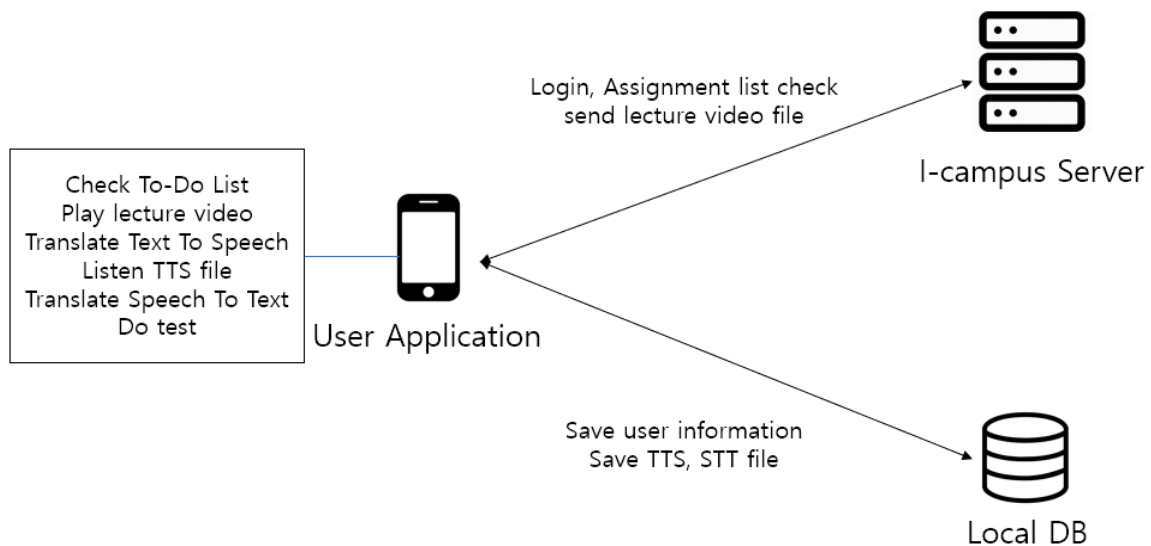 Login, Assignment list check
send lecture video file
I-campus Server
Check To-Do List
Play lecture video
Translate Text To Speech
Listen TTS file
Translate Speech To Text
Do test
User Application
Save user information
Save TTS, STT file
Local DB